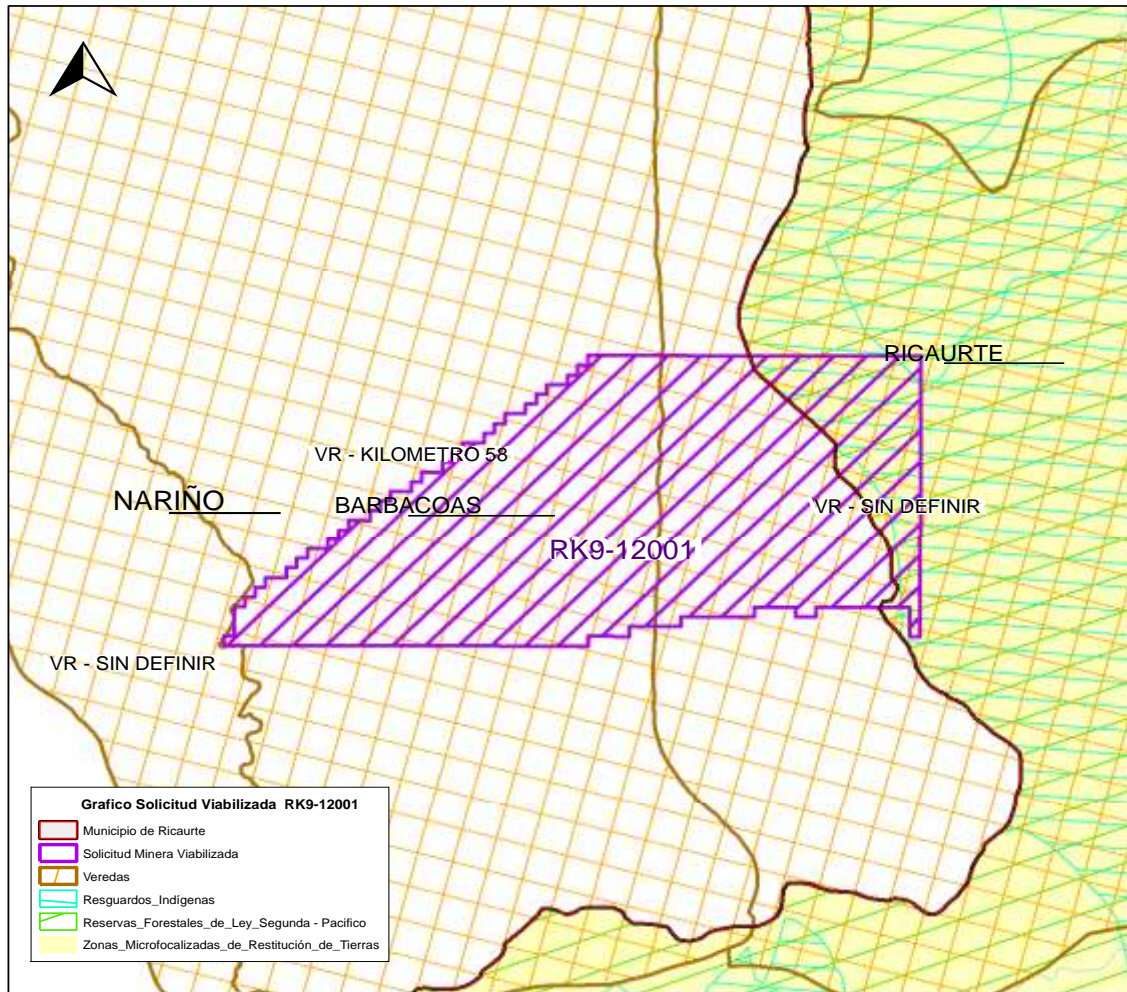 RICAURTE
VR - KILOMETRO 58
NARIÑO
BARBACOAS
VR - SIN DEFINIR
RK9-12001
VR - SIN DEFINIR
Grafico Solicitud Viabilizada RK9-12001
Municipio de Ricaurte
Solicitud Minera Viabilizada
Veredas
Resguardos_Indígenas
Reservas_Forestales_de_Ley_Segunda - Pacifico
Zonas_Microfocalizadas_de_Restitución_de_Tierras